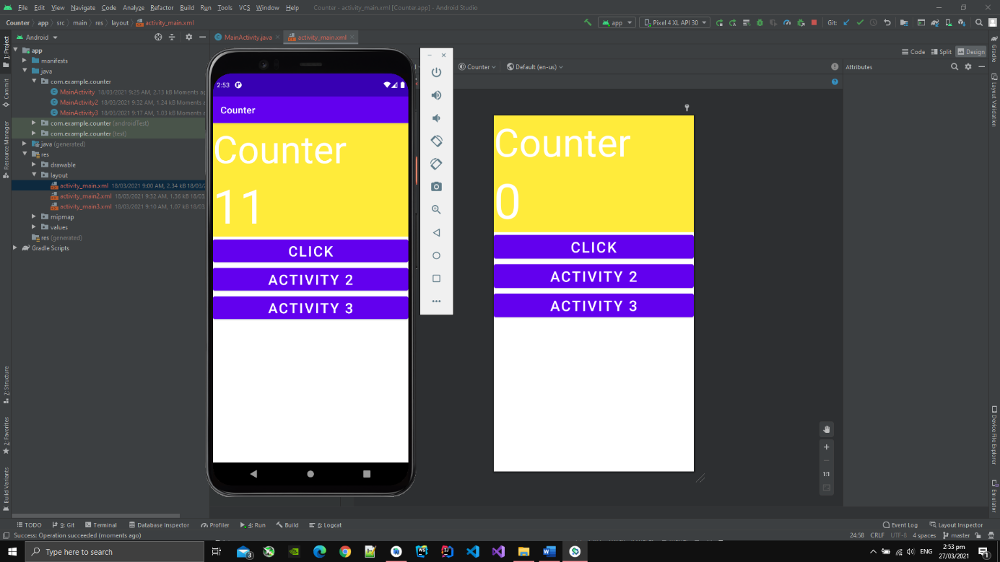 File Edit View Navigate Code Analyze Refactor Build Run Tools VCS Window Help Counter - activity_main.xml [Counter.app] - Android Studio
Counter app src main res layout activity_main.xml
app Pixel 4 XL API 30 Git:
1: Project
Commit
Resource Manager
Z: Structure
2: Favorites
Build Variants
Android
MainActivity.java activity_main.xml
Code Split Design
app
manifests
java
com.example.counter
MainActivity 18/03/2021 9:25 AM, 2.13 kB Moments
MainActivity2 18/03/2021 9:32 AM, 1.24 kB Moments
MainActivity3 18/03/2021 9:17 AM, 1.03 kB Moments
com.example.counter (androidTest)
com.example.counter (test)
java (generated)
res
drawable
layout
activity_main.xml 18/03/2021 9:00 AM, 2.34 kB
activity_main2.xml 18/03/2021 9:32 AM, 1.36 kB
activity_main3.xml 18/03/2021 9:10 AM, 1.07 kB
mipmap
values
res (generated)
Gradle Scripts
2:53
Counter
Counter
11
CLICK
ACTIVITY 2
ACTIVITY 3
Counter Default (en-us)
Counter
0
CLICK
ACTIVITY 2
ACTIVITY 3
1:1
Attributes
Gradle
Layout Validation
Device File Explorer
Emulator
TODO 9: Git Terminal Database Inspector Profiler 4: Run Build 6: Logcat Event Log Layout Inspector
Success: Operation succeeded (moments ago) 24:58 CRLF UTF-8 4 spaces master
Type here to search
3
WS
ENG
2:53 pm
27/03/2021
1